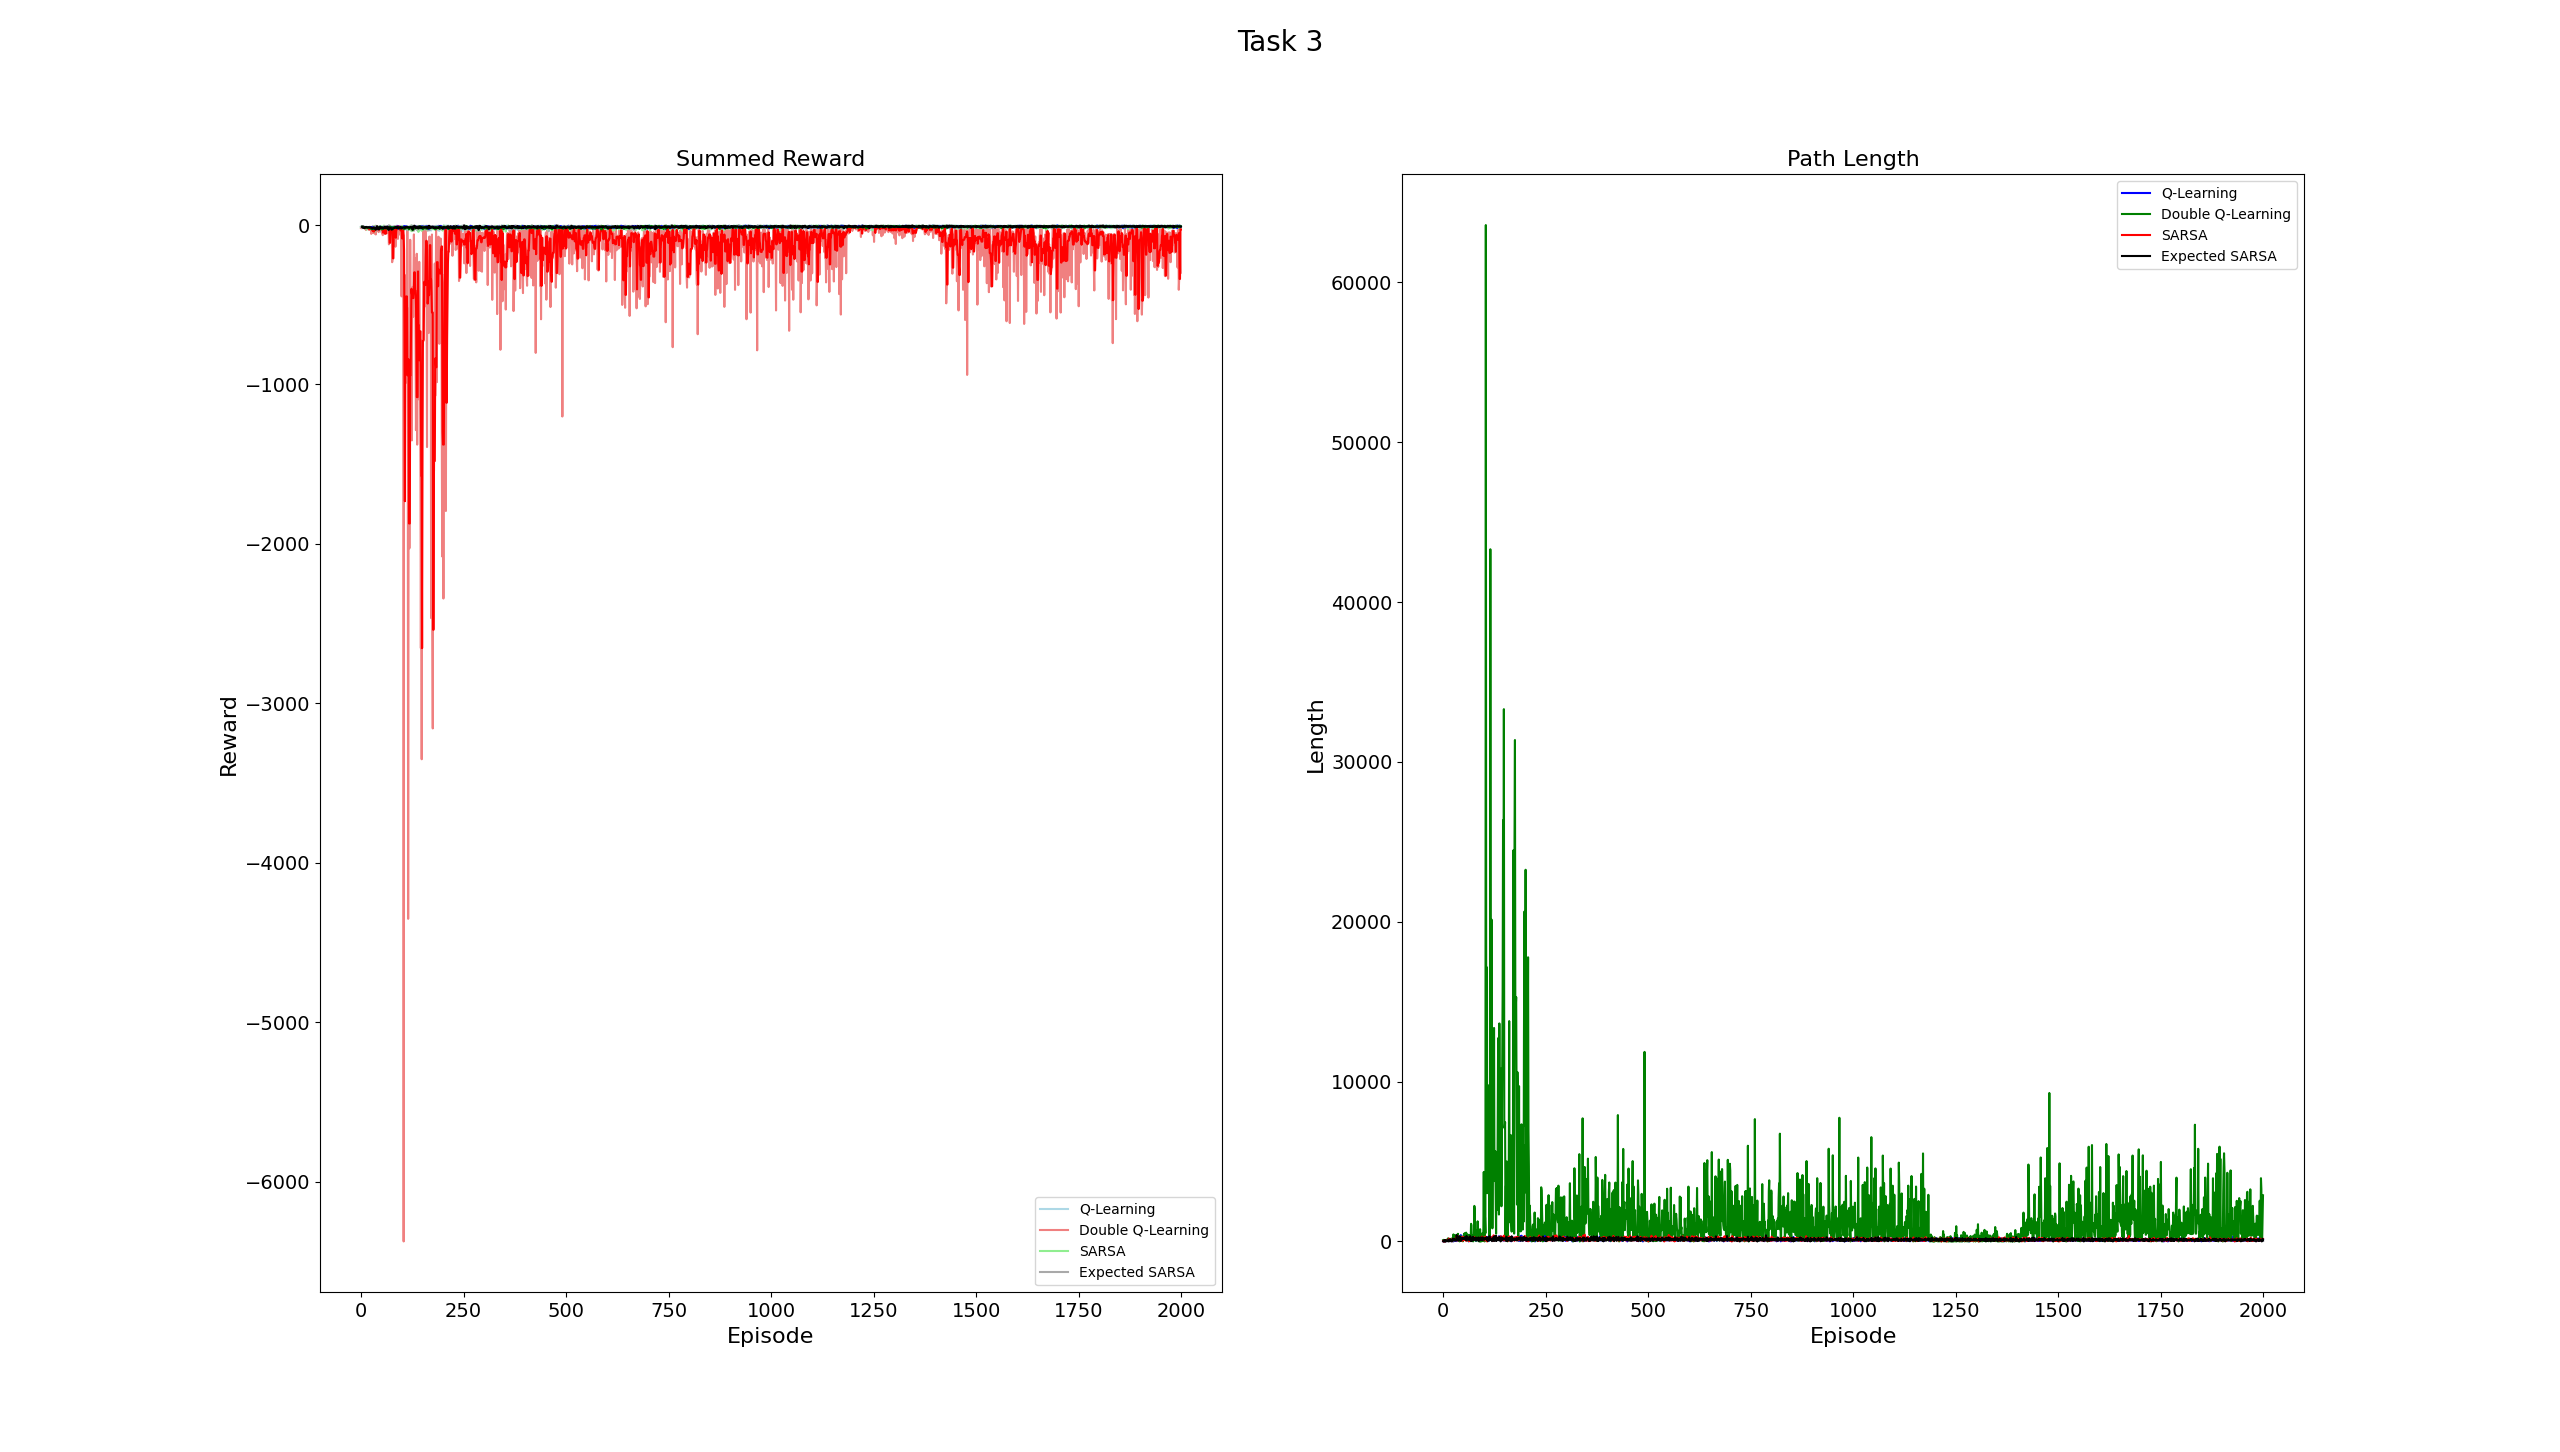 Task 3
Summed Reward
Reward
0
−1000
−2000
−3000
−4000
−5000
−6000
Q-Learning
Double Q-Learning
SARSA
Expected SARSA
0 250 500 750 1000 1250 1500 1750 2000
Episode
Path Length
Length
60000
50000
40000
30000
20000
10000
0
Q-Learning
Double Q-Learning
SARSA
Expected SARSA
0 250 500 750 1000 1250 1500 1750 2000
Episode